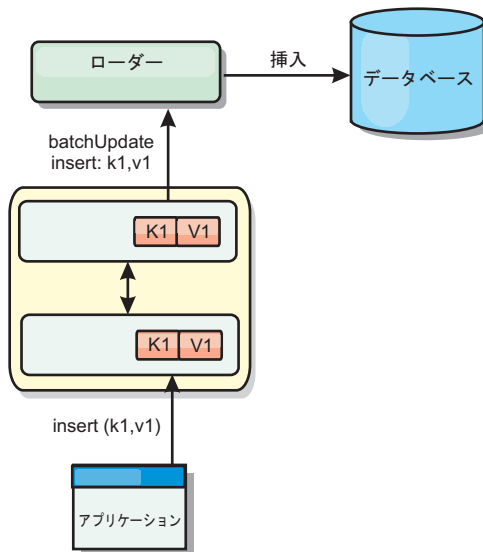 ローダー
挿入
データベース
batchUpdate
insert: k1,v1
K1 V1
K1 V1
insert (k1,v1)
アプリケーション